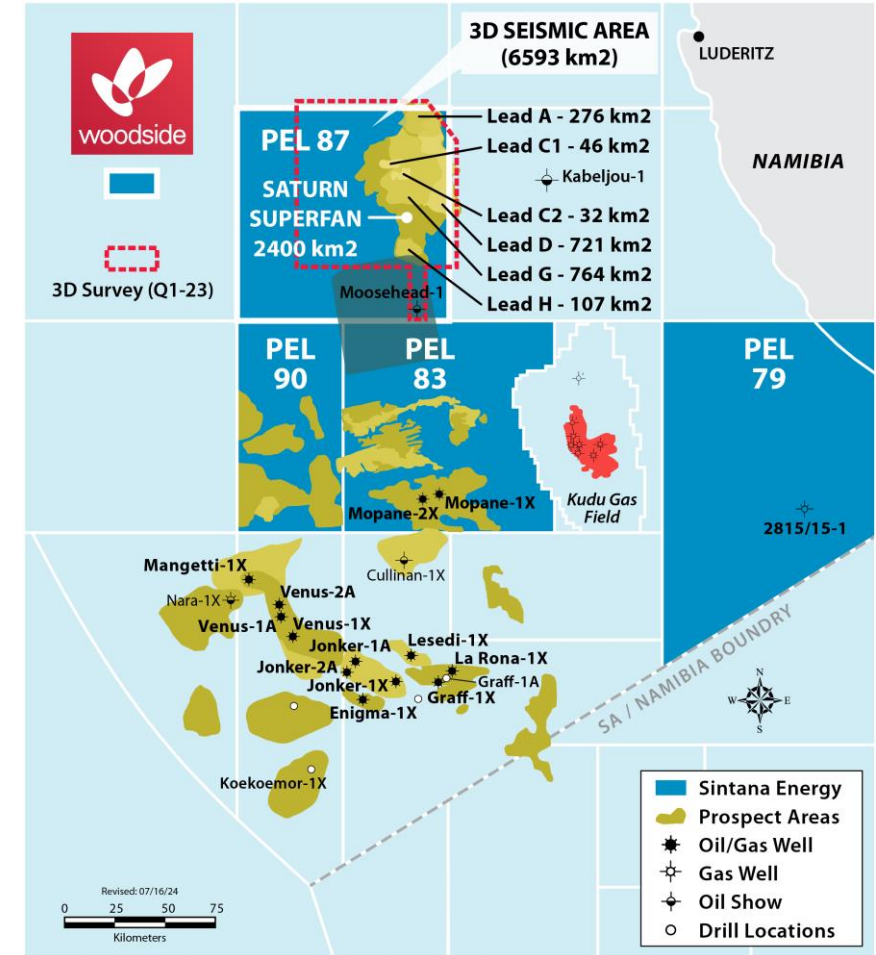 woodside
3D Survey (Q1-23)
3D SEISMIC AREA
(6593 km2)
LUDERITZ
NAMIBIA
PEL 87
SATURN
SUPERFAN
2400 km2
Lead A - 276 km2
Lead C1 - 46 km2
Kabeljou-1
Lead C2 - 32 km2
Lead D - 721 km2
Lead G - 764 km2
Lead H - 107 km2
Moosehead-1
PEL
90
PEL
83
PEL
79
Kudu Gas
Field
Mopane-1X
Mopane-2X
2815/15-1
Cullinan-1X
Mangetti-1X
Nara-1X
Venus-2A
Venus-1A
Venus-1X
Jonker-1A
Lesedi-1X
Jonker-2A
La Rona-1X
Jonker-1X
Graff-1A
Graff-1X
Enigma-1X
Koekoemor-1X
SA / NAMIBIA BOUNDRY
N
W
E
S
Sintana Energy
Prospect Areas
Oil/Gas Well
Gas Well
Oil Show
Drill Locations
Revised: 07/16/24
0 25 50 75
Kilometers